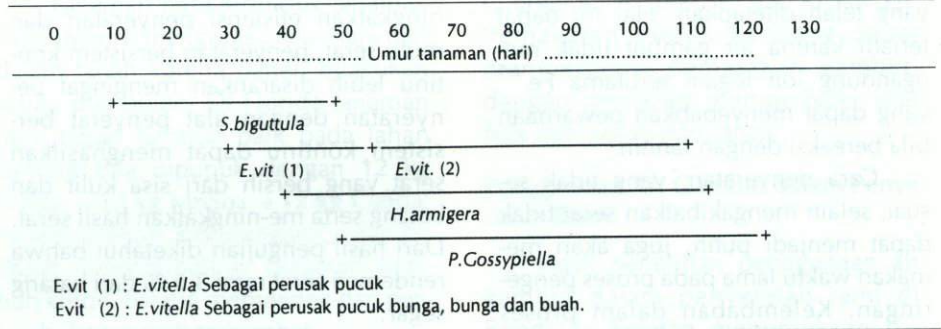 0 10 20 30 40 50 60 70 80 90 100 110 120 130
................................ Umur tanaman (hari) ................................
S.biguttula
E.vit (1) E.vit. (2)
H.armigera
P.Gossypiella
E.vit (1) : E.vitella Sebagai perusak pucuk
Evit (2) : E.vitella Sebagai perusak pucuk bunga, bunga dan buah.